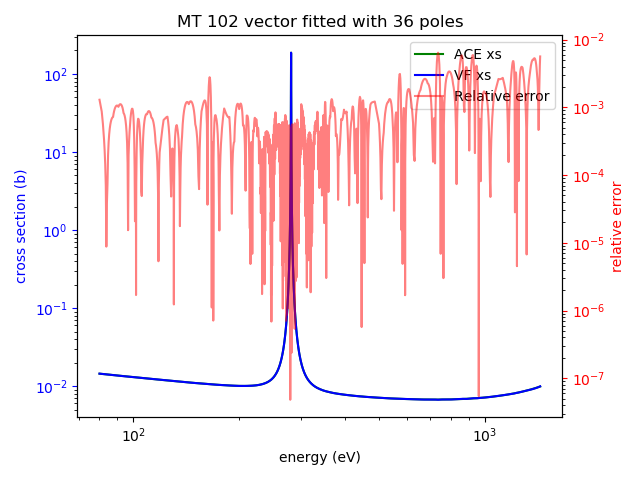 MT 102 vector fitted with 36 poles
ACE xs
VF xs
Relative error
cross section (b)
10^2
10^1
10^0
10^-1
10^-2
relative error
10^-2
10^-3
10^-4
10^-5
10^-6
10^-7
10^2
10^3
energy (eV)